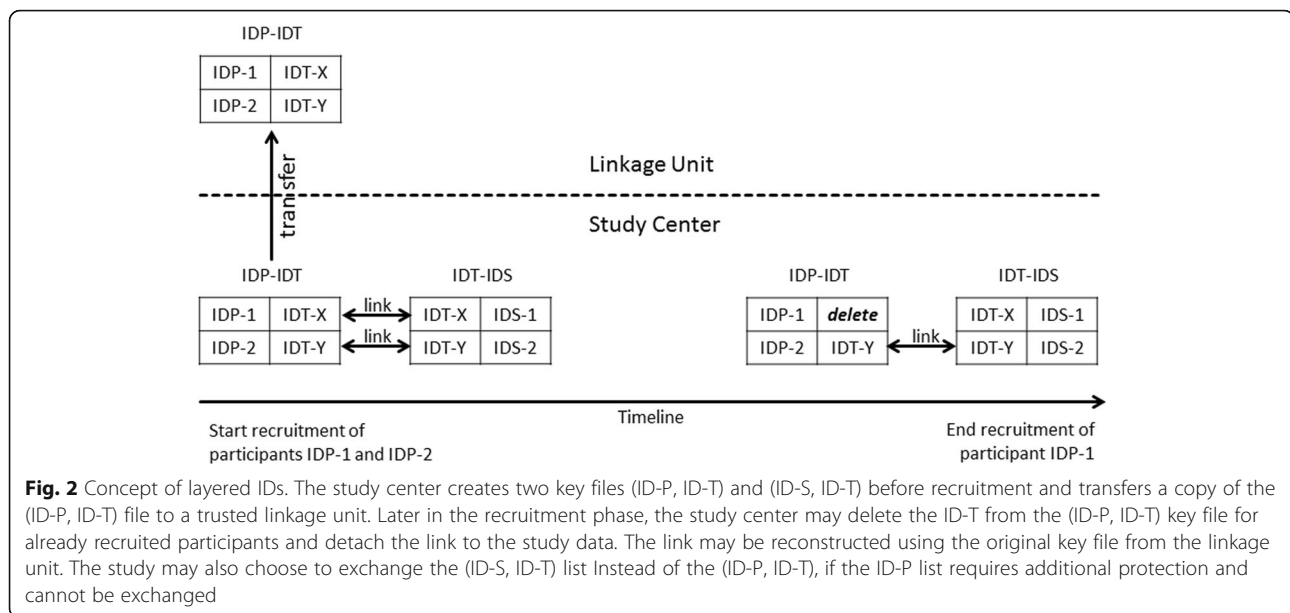 IDP-IDT
IDP-1 IDT-X
IDP-2 IDT-Y
transfer
Linkage Unit
Study Center
IDP-IDT IDT-IDS IDP-IDT IDT-IDS
IDP-1 IDT-X link IDT-X IDS-1 IDP-1 delete IDT-X IDS-1
IDP-2 IDT-Y link IDT-Y IDS-2 IDP-2 IDT-Y link IDT-Y IDS-2
Timeline
Start recruitment of End recruitment of
participants IDP-1 and IDP-2 participant IDP-1
Fig. 2 Concept of layered IDs. The study center creates two key files (ID-P, ID-T) and (ID-S, ID-T) before recruitment and transfers a copy of the
(ID-P, ID-T) file to a trusted linkage unit. Later in the recruitment phase, the study center may delete the ID-T from the (ID-P, ID-T) key file for
already recruited participants and detach the link to the study data. The link may be reconstructed using the original key file from the linkage
unit. The study may also choose to exchange the (ID-S, ID-T) list Instead of the (ID-P, ID-T), if the ID-P list requires additional protection and
cannot be exchanged